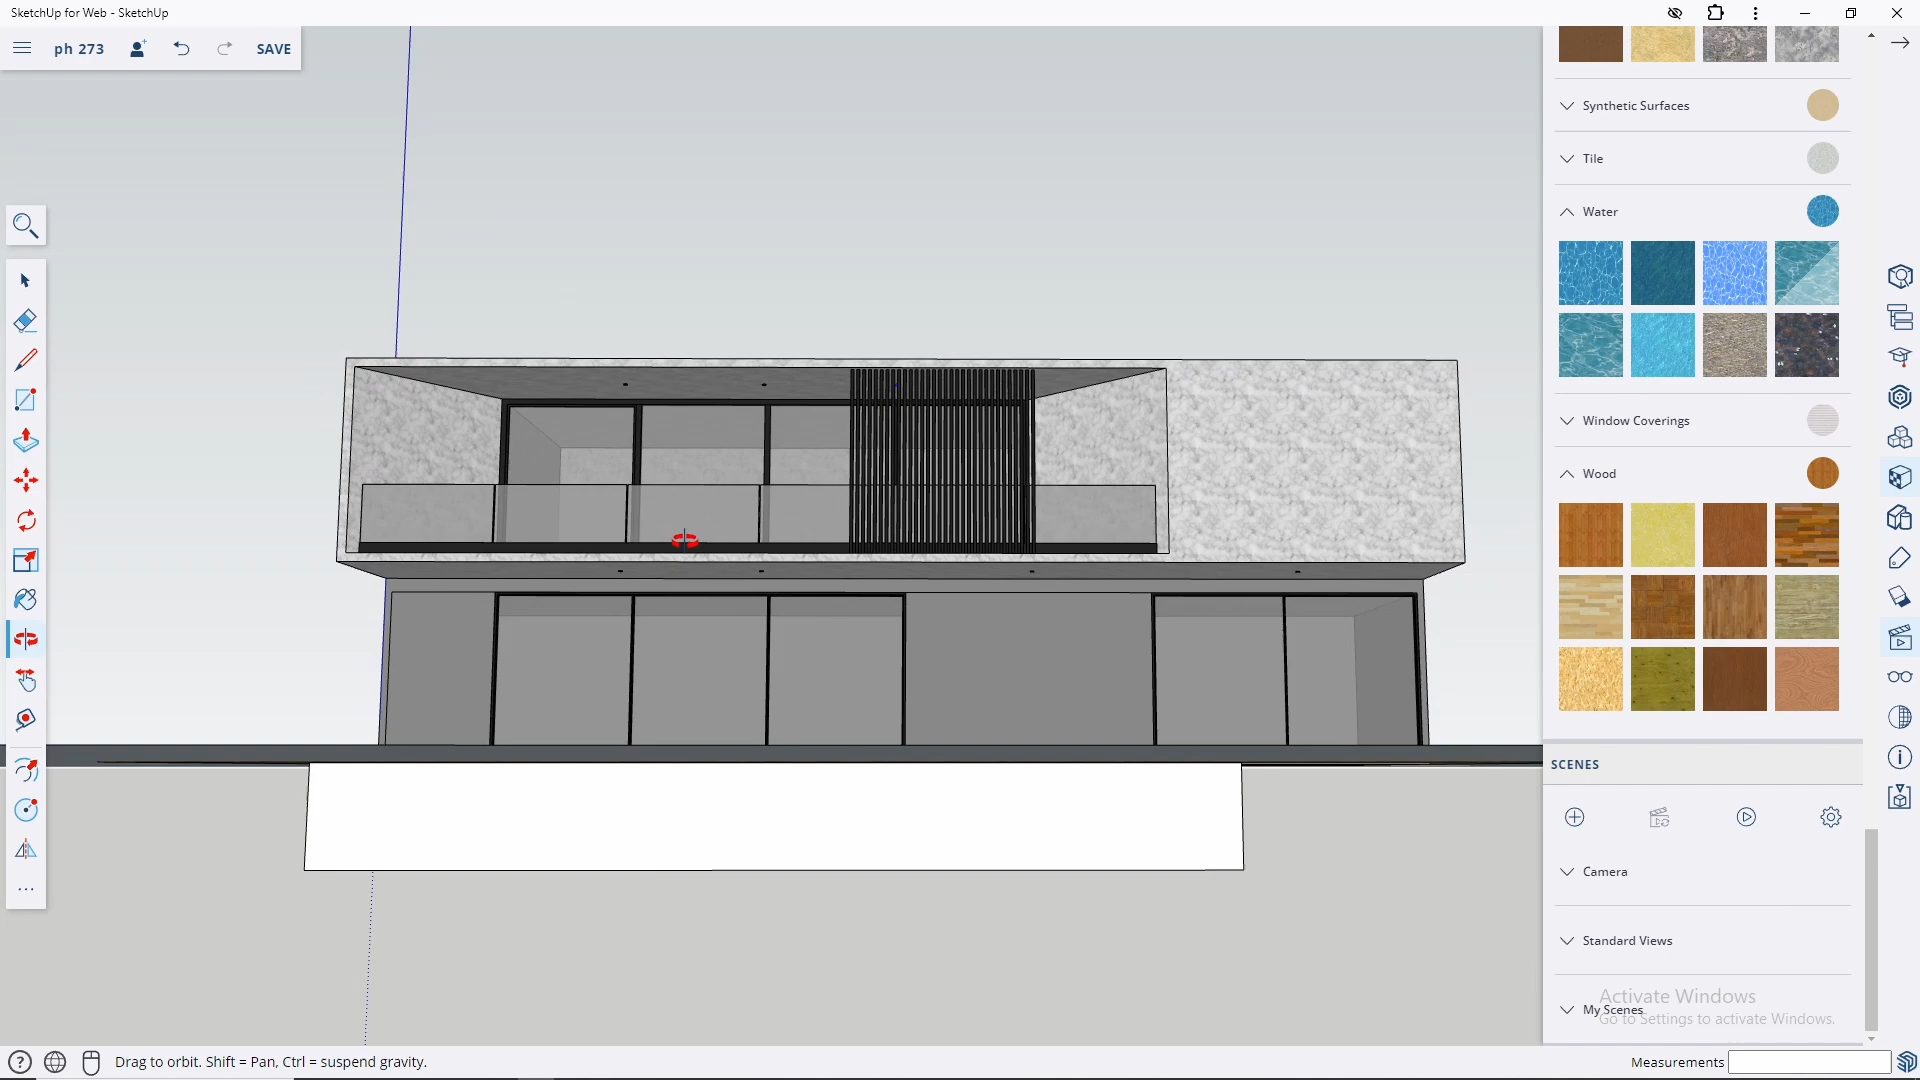 SketchUp for Web - SketchUp
ph 273
SAVE
Synthetic Surfaces
Tile
Water
Window Coverings
Wood
SCENES
Camera
Standard Views
My Scenes
Activate Windows
Go to Settings to activate Windows.
Drag to orbit. Shift = Pan, Ctrl = suspend gravity.
Measurements